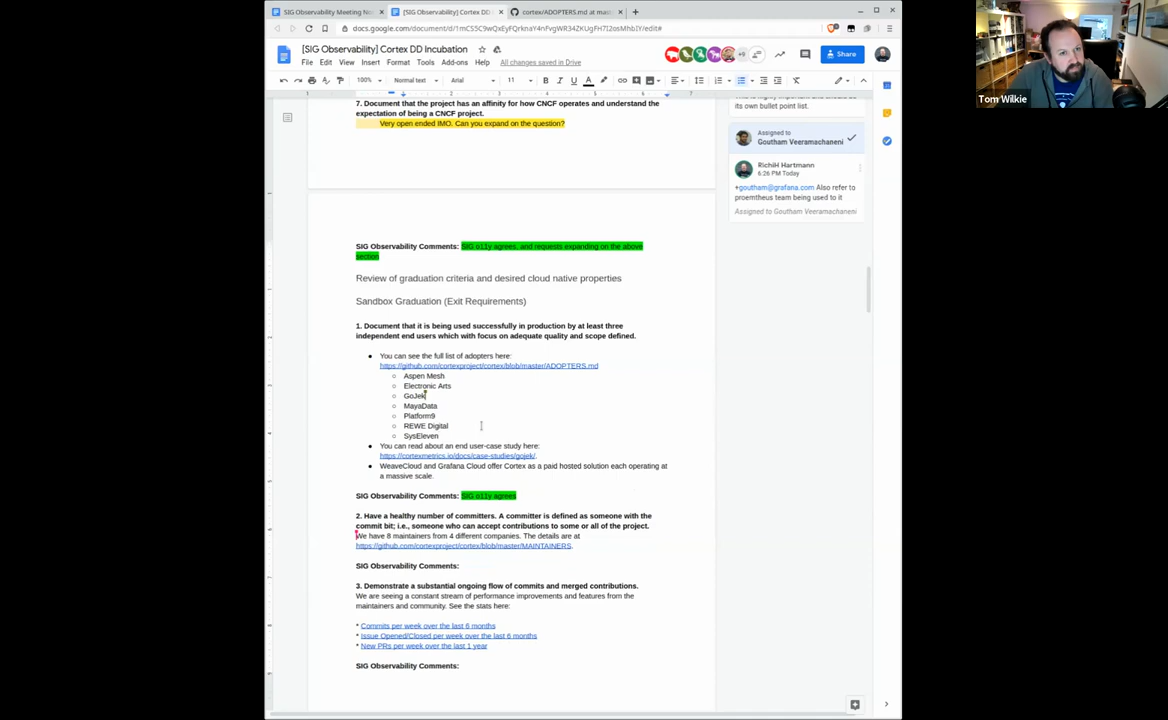 SIG Observability Meeting No
[SIG Observability] Cortex DD In
cortex/ADOPTERS.md at mas
docs.google.com/document/d/
[SIG Observability] Cortex DD Incubation
File Edit View Insert Format Tools Add-ons Help All changes saved in Drive
Share
100% Normal text Arial 11
Tom Wilkie
7. Document that the project has an affinity for how CNCF operates and understand the
expectation of being a CNCF project.
Very open ended IMO. Can you expand on the question?
its own bullet point list.
Assigned to
Goutham Veeramachaneni
RichiH Hartmann
6:26 PM Today
+goutham@grafana.com Also refer to
proemtheus team being used to it
Assigned to Goutham Veeramachaneni
SIG Observability Comments: SIG o11y agrees, and requests expanding on the above
section
Review of graduation criteria and desired cloud native properties
Sandbox Graduation (Exit Requirements)
1. Document that it is being used successfully in production by at least three
independent end users which with focus on adequate quality and scope defined.
● You can see the full list of adopters here:
https://github.com/cortexproject/cortex/blob/master/ADOPTERS.md
○ Aspen Mesh
○ Electronic Arts
○ GoJek
○ MayaData
○ Platform9
○ REWE Digital
○ SysEleven
● You can read about an end user-case study here:
https://cortexmetrics.io/docs/case-studies/gojek/.
● WeaveCloud and Grafana Cloud offer Cortex as a paid hosted solution each operating at
a massive scale.
SIG Observability Comments: SIG o11y agrees
2. Have a healthy number of committers. A committer is defined as someone with the
commit bit; i.e., someone who can accept contributions to some or all of the project.
We have 8 maintainers from 4 different companies. The details are at
https://github.com/cortexproject/cortex/blob/master/MAINTAINERS.
SIG Observability Comments:
3. Demonstrate a substantial ongoing flow of commits and merged contributions.
We are seeing a constant stream of performance improvements and features from the
maintainers and community. See the stats here:
* Commits per week over the last 6 months
* Issue Opened/Closed per week over the last 6 months
* New PRs per week over the last 1 year
SIG Observability Comments: